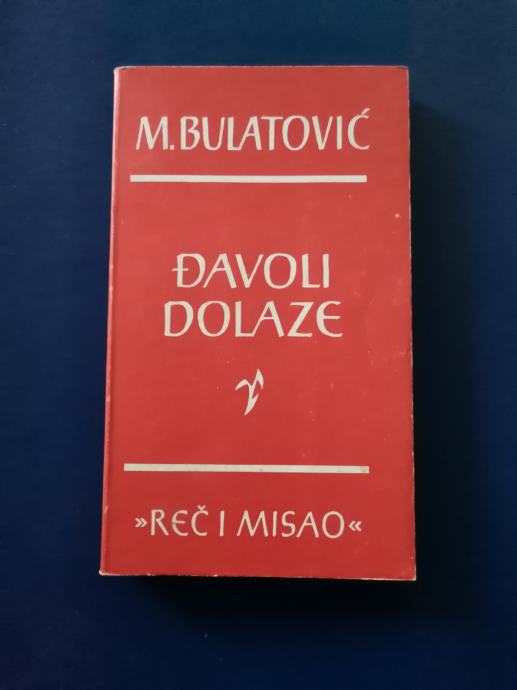 M. BULATOVIĆ
ĐAVOLI
DOLAZE
»REČ I MISAO«